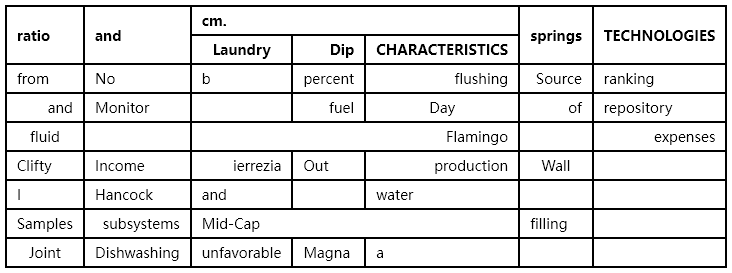 ratio and cm. springs TECHNOLOGIES
Laundry Dip CHARACTERISTICS
from No b percent flushing Source ranking
and Monitor fuel Day of repository
fluid Flamingo expenses
Clifty Income ierrezia Out production Wall
I Hancock and water
Samples subsystems Mid-Cap filling
Joint Dishwashing unfavorable Magna a